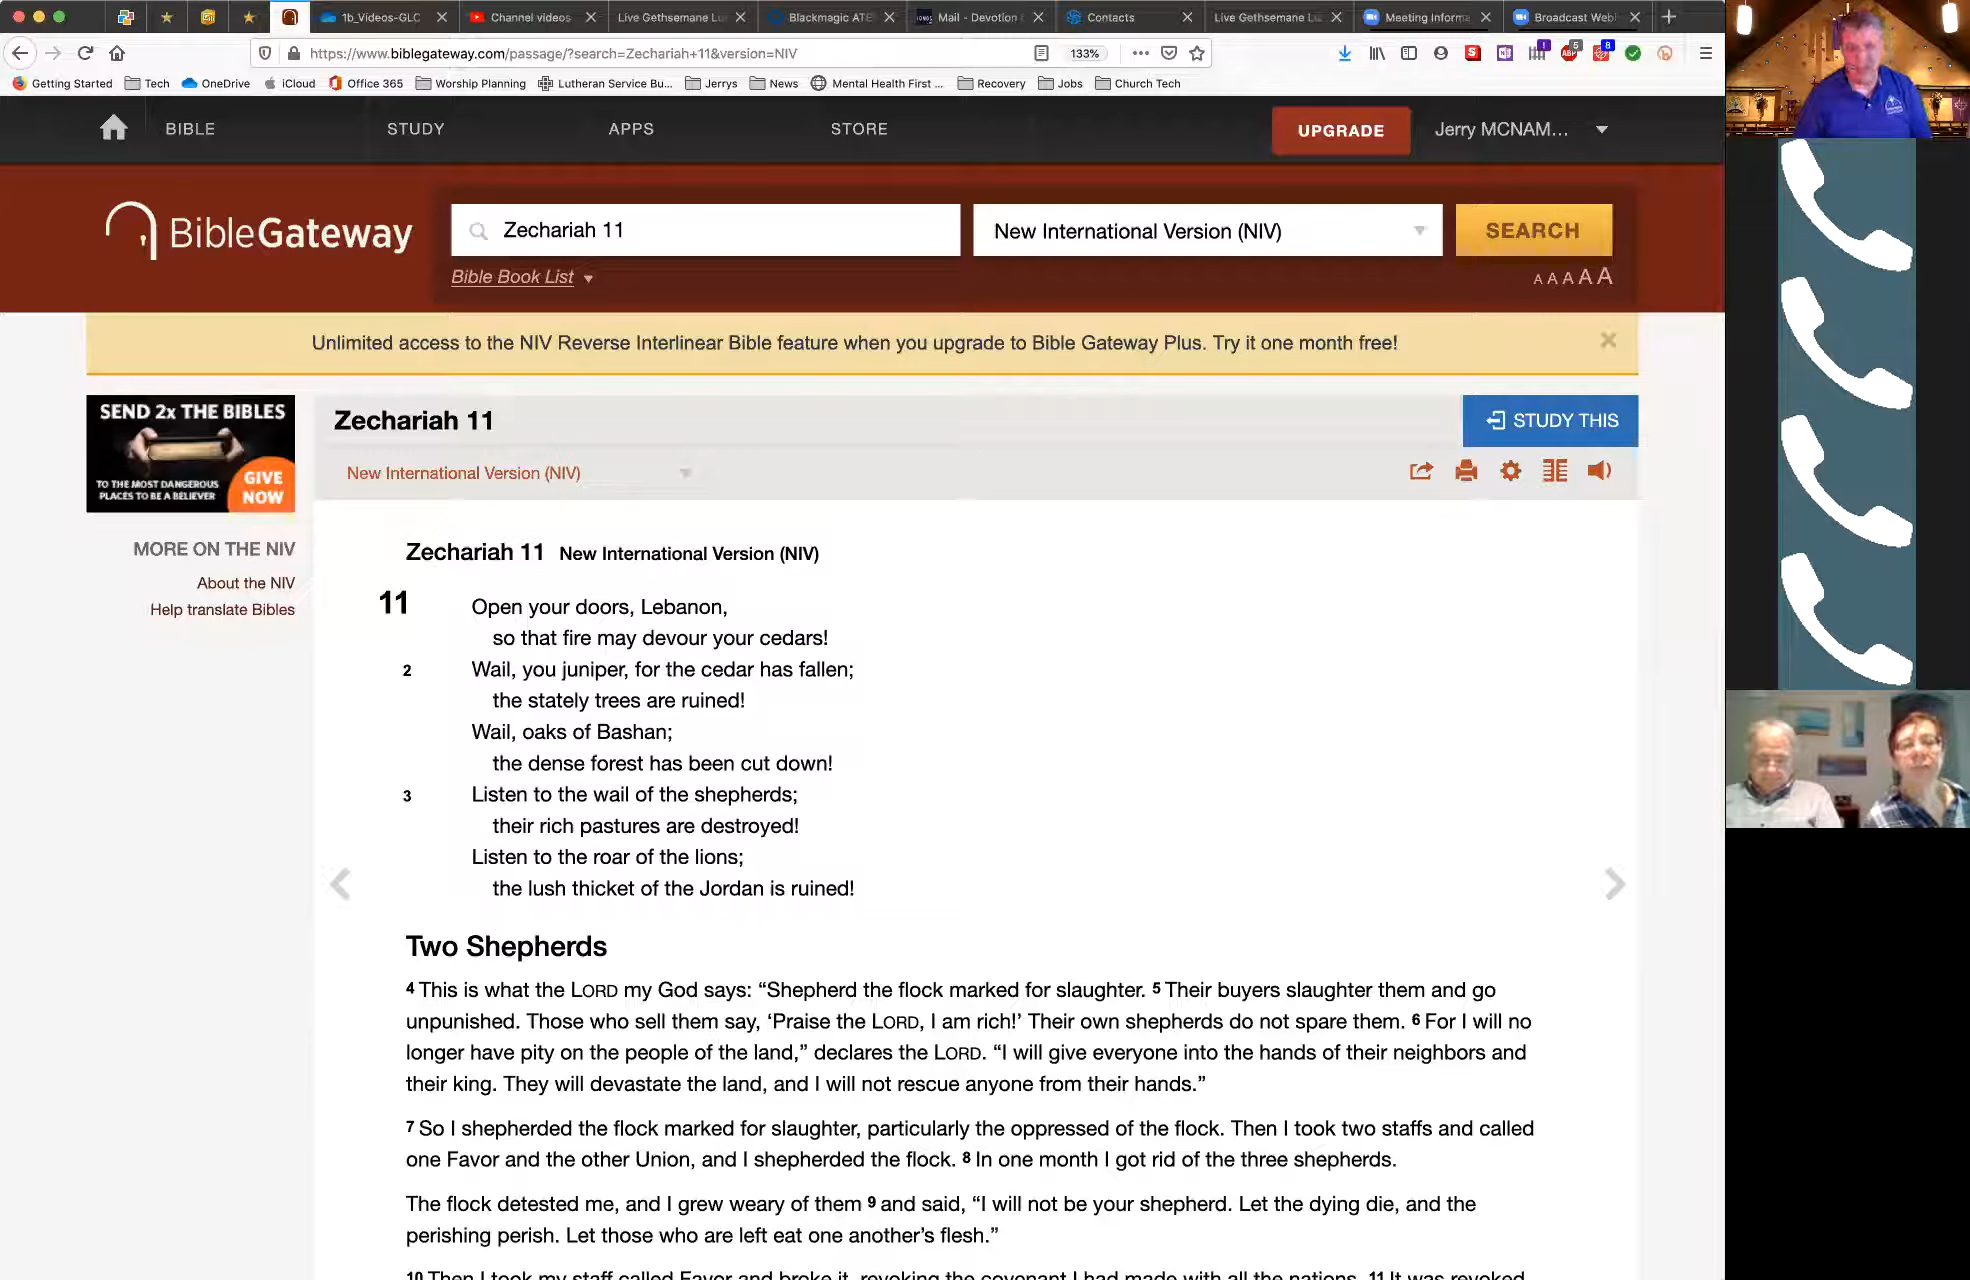 1b_Videos-GLC
Channel videos
Live Gethsemane Lu
Blackmagic ATE
IONOS
Mail - Devotion
Contacts
Live Gethsemane Lu
Meeting Informa
Broadcast Webi
https://www.biblegateway.com/passage/?search=Zechariah+11&version=NIV
133%
Getting Started
Tech
OneDrive
iCloud
Office 365
Worship Planning
Lutheran Service Bu...
Jerrys
News
Mental Health First ...
Recovery
Jobs
Church Tech
BIBLE
STUDY
APPS
STORE
UPGRADE
Jerry MCNAM...
BibleGateway
Zechariah 11
New International Version (NIV)
SEARCH
Bible Book List
A A A A A
Unlimited access to the NIV Reverse Interlinear Bible feature when you upgrade to Bible Gateway Plus. Try it one month free!
SEND 2x THE BIBLES
TO THE MOST DANGEROUS
PLACES TO BE A BELIEVER
GIVE
NOW
Zechariah 11
STUDY THIS
New International Version (NIV)
MORE ON THE NIV
About the NIV
Help translate Bibles
Zechariah 11 New International Version (NIV)
11 Open your doors, Lebanon,
so that fire may devour your cedars!
2 Wail, you juniper, for the cedar has fallen;
the stately trees are ruined!
Wail, oaks of Bashan;
the dense forest has been cut down!
3 Listen to the wail of the shepherds;
their rich pastures are destroyed!
Listen to the roar of the lions;
the lush thicket of the Jordan is ruined!
Two Shepherds
4 This is what the LORD my God says: “Shepherd the flock marked for slaughter. 5 Their buyers slaughter them and go
unpunished. Those who sell them say, ‘Praise the LORD, I am rich!’ Their own shepherds do not spare them. 6 For I will no
longer have pity on the people of the land,” declares the LORD. “I will give everyone into the hands of their neighbors and
their king. They will devastate the land, and I will not rescue anyone from their hands.”
7 So I shepherded the flock marked for slaughter, particularly the oppressed of the flock. Then I took two staffs and called
one Favor and the other Union, and I shepherded the flock. 8 In one month I got rid of the three shepherds.
The flock detested me, and I grew weary of them 9 and said, “I will not be your shepherd. Let the dying die, and the
perishing perish. Let those who are left eat one another’s flesh.”
10 Then I took my staff called Favor and broke it, revoking the covenant I had made with all the nations. 11 It was revoked